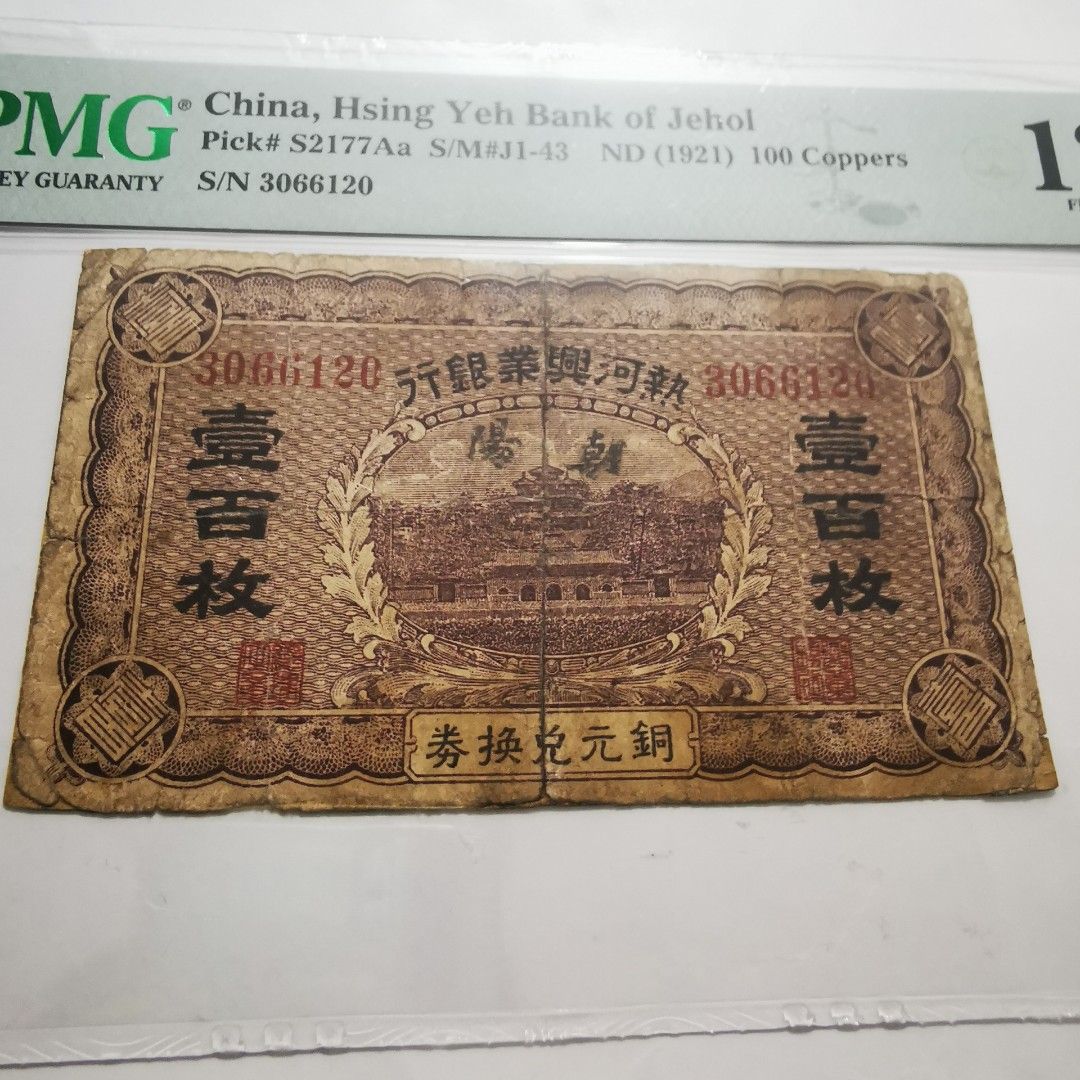 PMG® China, Hsing Yeh Bank of Jehol
Pick# S2177Aa S/M#J1-43 ND (1921) 100 Coppers
EY GUARANTY S/N 3066120
3066120 熱河興業銀行 3066120
朝陽
壹百枚
壹百枚
銅元兌換券